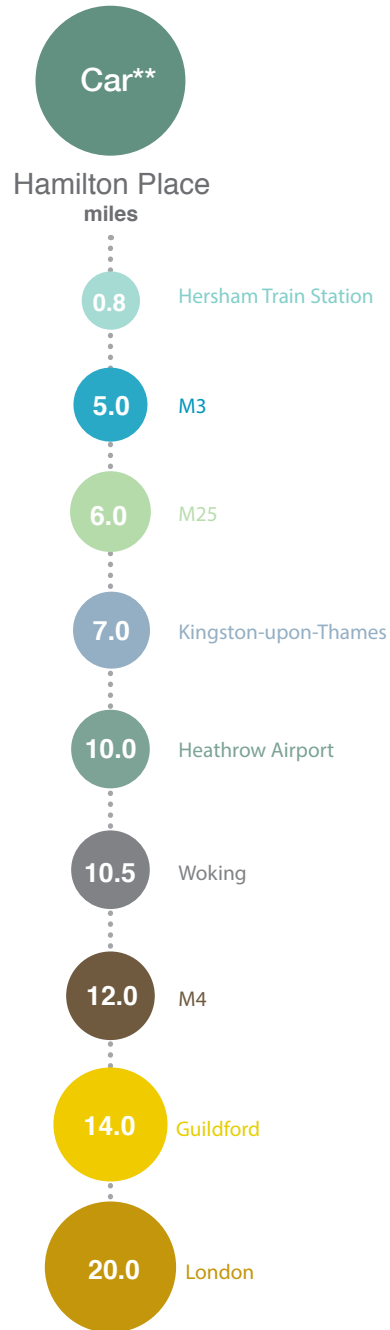 Car**
Hamilton Place
miles
0.8 Hersham Train Station
5.0 M3
6.0 M25
7.0 Kingston-upon-Thames
10.0 Heathrow Airport
10.5 Woking
12.0 M4
14.0 Guildford
20.0 London